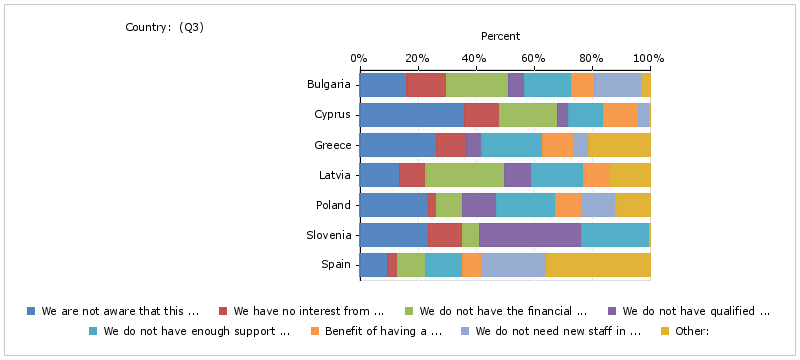 Country: (Q3)
Percent
0% 20% 40% 60% 80% 100%
Bulgaria
Cyprus
Greece
Latvia
Poland
Slovenia
Spain
We are not aware that this ... We have no interest from ... We do not have the financial ... We do not have qualified ...
We do not have enough support ... Benefit of having a ... We do not need new staff in ... Other: